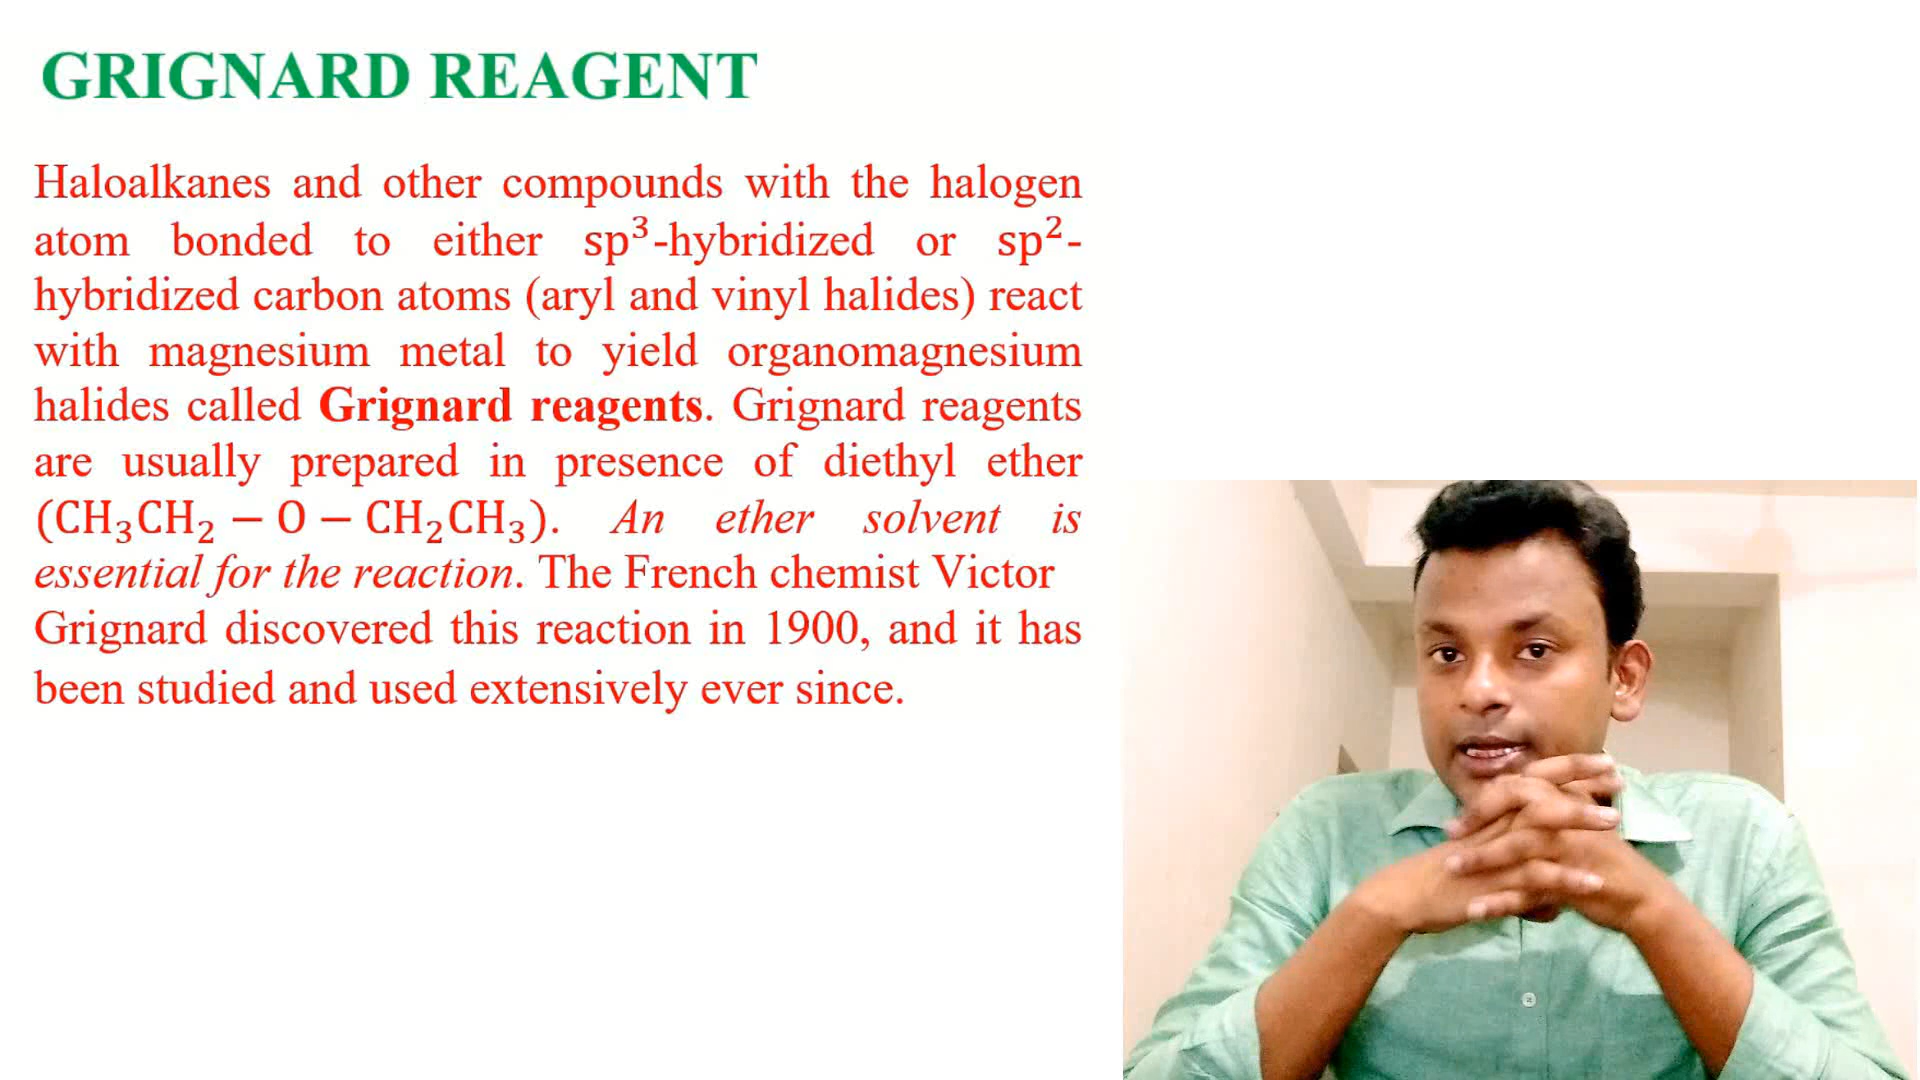 GRIGNARD REAGENT
Haloalkanes and other compounds with the halogen
atom bonded to either sp³-hybridized or sp²-
hybridized carbon atoms (aryl and vinyl halides) react
with magnesium metal to yield organomagnesium
halides called Grignard reagents. Grignard reagents
are usually prepared in presence of diethyl ether
(CH₃CH₂ − O − CH₂CH₃). An ether solvent is
essential for the reaction. The French chemist Victor
Grignard discovered this reaction in 1900, and it has
been studied and used extensively ever since.